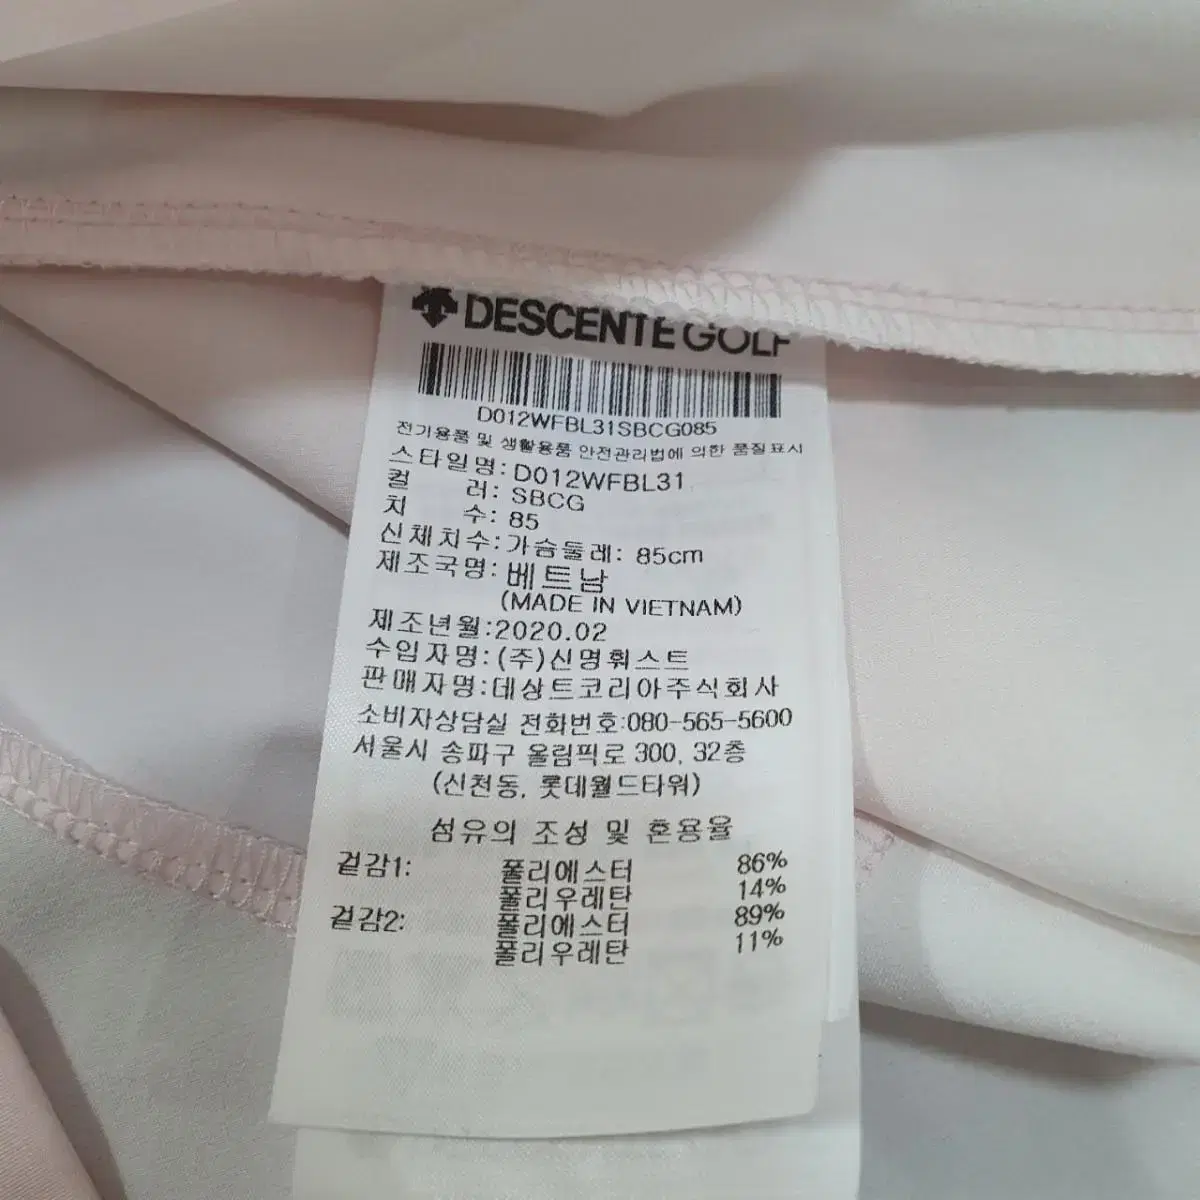 DESCENTE GOLF
D012WFBL31SBCG085
전기용품 및 생활용품 안전관리법에 의한 품질표시
스타일명: D012WFBL31
컬 러: SBCG
치 수: 85
신체치수: 가슴둘레: 85cm
제조국명: 베트남
(MADE IN VIETNAM)
제조년월:2020.02
수입자명: (주)신명훠스트
판매자명:데상트코리아주식회사
소비자상담실 전화번호:080-565-5600
서울시 송파구 올림픽로 300, 32층
(신천동, 롯데월드타워)
섬유의 조성 및 혼용율
겉감1: 폴리에스터 86%
폴리우레탄 14%
겉감2: 폴리에스터 89%
폴리우레탄 11%